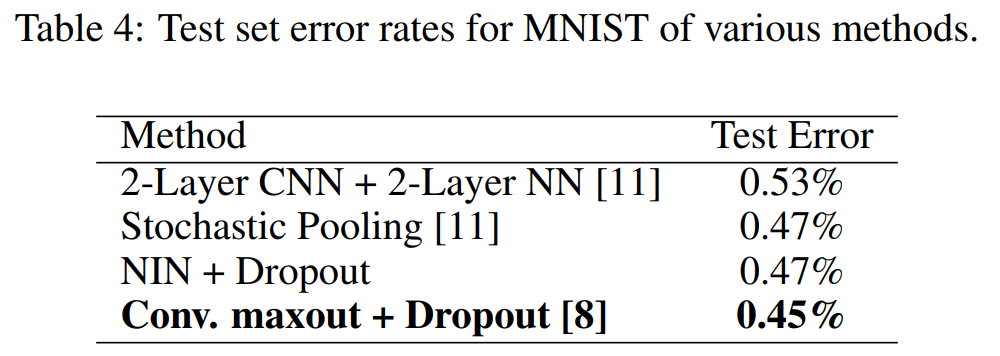 Table 4: Test set error rates for MNIST of various methods.
Method Test Error
2-Layer CNN + 2-Layer NN [11] 0.53%
Stochastic Pooling [11] 0.47%
NIN + Dropout 0.47%
Conv. maxout + Dropout [8] 0.45%